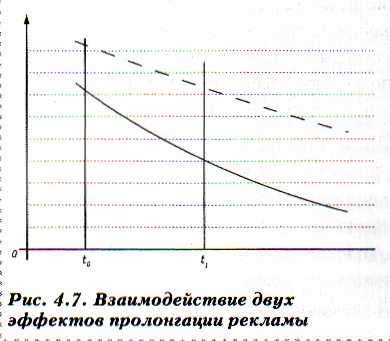 0
t₀ t₁
Рис. 4.7. Взаимодействие двух
эффектов пролонгации рекламы